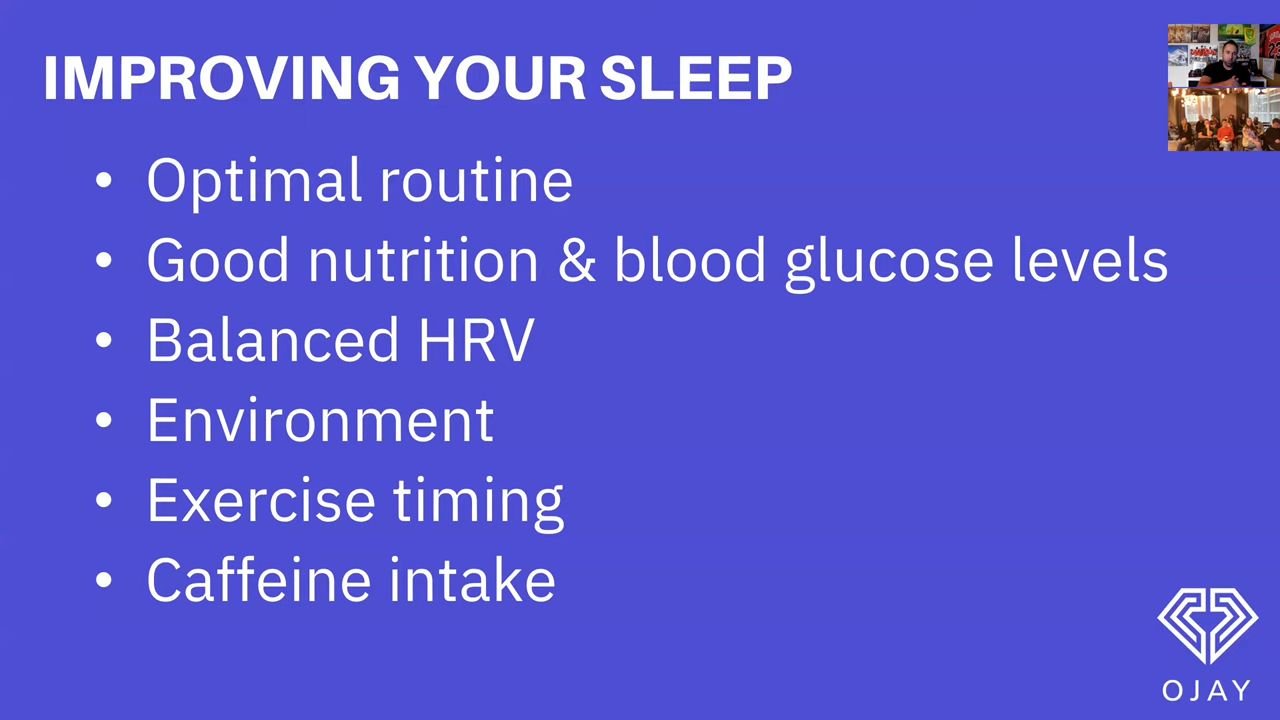 IMPROVING YOUR SLEEP
• Optimal routine
• Good nutrition & blood glucose levels
• Balanced HRV
• Environment
• Exercise timing
• Caffeine intake
OJAY